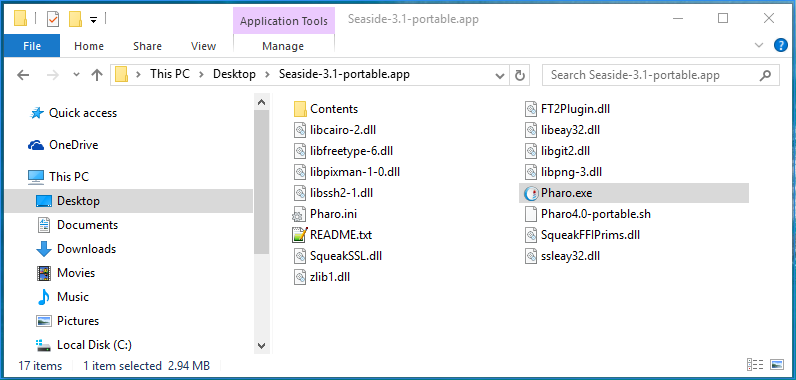 Application Tools Seaside-3.1-portable.app
File Home Share View Manage
This PC Desktop Seaside-3.1-portable.app Search Seaside-3.1-portable.app
Quick access
OneDrive
This PC
Desktop
Documents
Downloads
Movies
Music
Pictures
Local Disk (C:)
Contents
libcairo-2.dll
libfreetype-6.dll
libpixman-1-0.dll
libssh2-1.dll
Pharo.ini
README.txt
SqueakSSL.dll
zlib1.dll
FT2Plugin.dll
libeay32.dll
libgit2.dll
libpng-3.dll
Pharo.exe
Pharo4.0-portable.sh
SqueakFFIPrims.dll
ssleay32.dll
17 items 1 item selected 2.94 MB